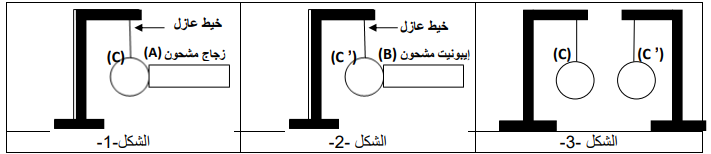 خيط عازل
زجاج مشحون (A)
(C)
الشكل-1-
خيط عازل
إيبونيت مشحون (B)
(C ')
الشكل -2-
(C)
(C ')
الشكل -3-